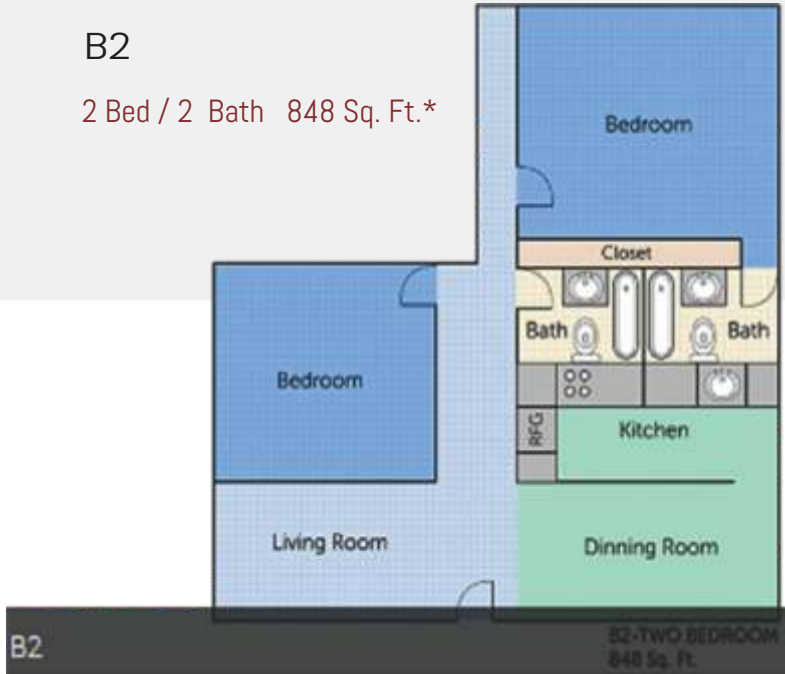 B2
2 Bed / 2 Bath 848 Sq. Ft.*
Bedroom
Closet
Bath
Bath
Bedroom
RFG
Kitchen
Living Room
Dinning Room
B2
B2-TWO BEDROOM
848 Sq. Ft.